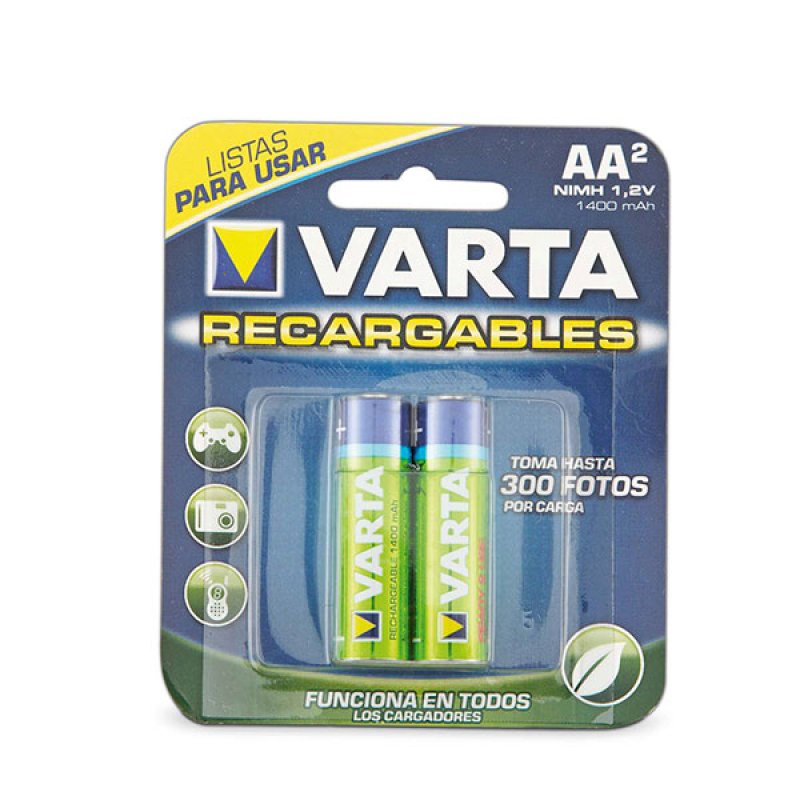 LISTAS
PARA USAR
AA²
NIMH 1,2V
1400 mAh
VARTA
RECARGABLES
TOMA HASTA
300 FOTOS
POR CARGA
VARTA
RECHARGEABLE 1400 mAh
VARTA
FUNCIONA EN TODOS
LOS CARGADORES